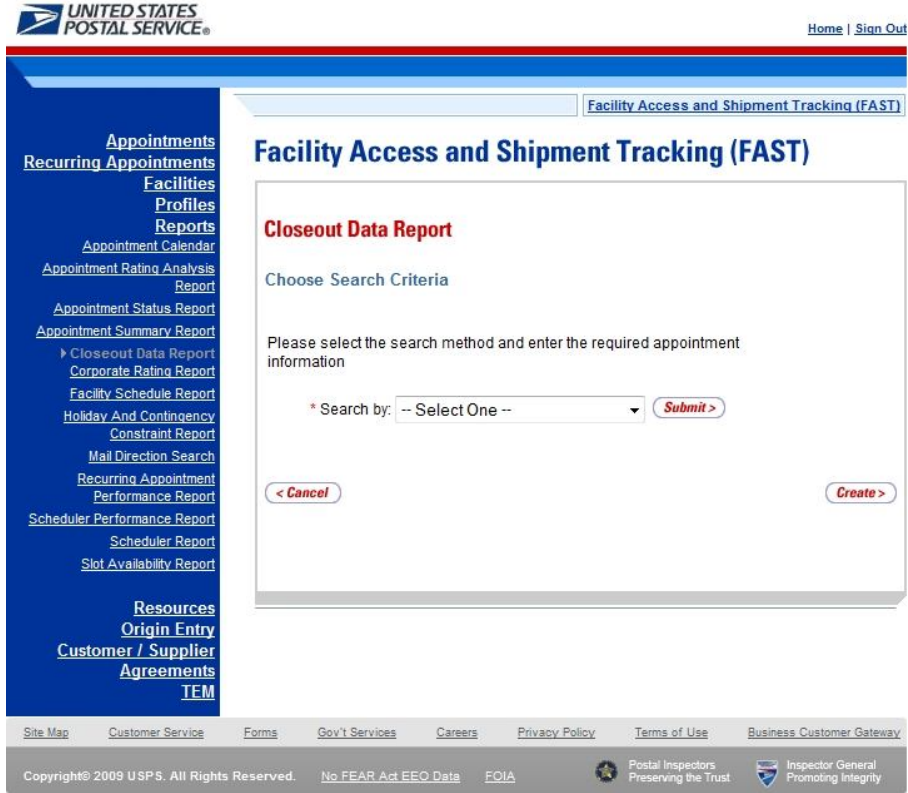 UNITED STATES
POSTAL SERVICE®
Home | Sign Out
Facility Access and Shipment Tracking (FAST)
Appointments
Recurring Appointments
Facilities
Profiles
Reports
Appointment Calendar
Appointment Rating Analysis
Report
Appointment Status Report
Appointment Summary Report
Closeout Data Report
Corporate Rating Report
Facility Schedule Report
Holiday And Contingency
Constraint Report
Mail Direction Search
Recurring Appointment
Performance Report
Scheduler Performance Report
Scheduler Report
Slot Availability Report
Resources
Origin Entry
Customer / Supplier
Agreements
TEM
Facility Access and Shipment Tracking (FAST)
Closeout Data Report
Choose Search Criteria
Please select the search method and enter the required appointment
information
* Search by: -- Select One -- Submit >
< Cancel Create >
Site Map Customer Service Forms Gov't Services Careers Privacy Policy Terms of Use Business Customer Gateway
Copyright© 2009 USPS. All Rights Reserved. No FEAR Act EEO Data FOIA
Postal Inspectors
Preserving the Trust
Inspector General
Promoting Integrity